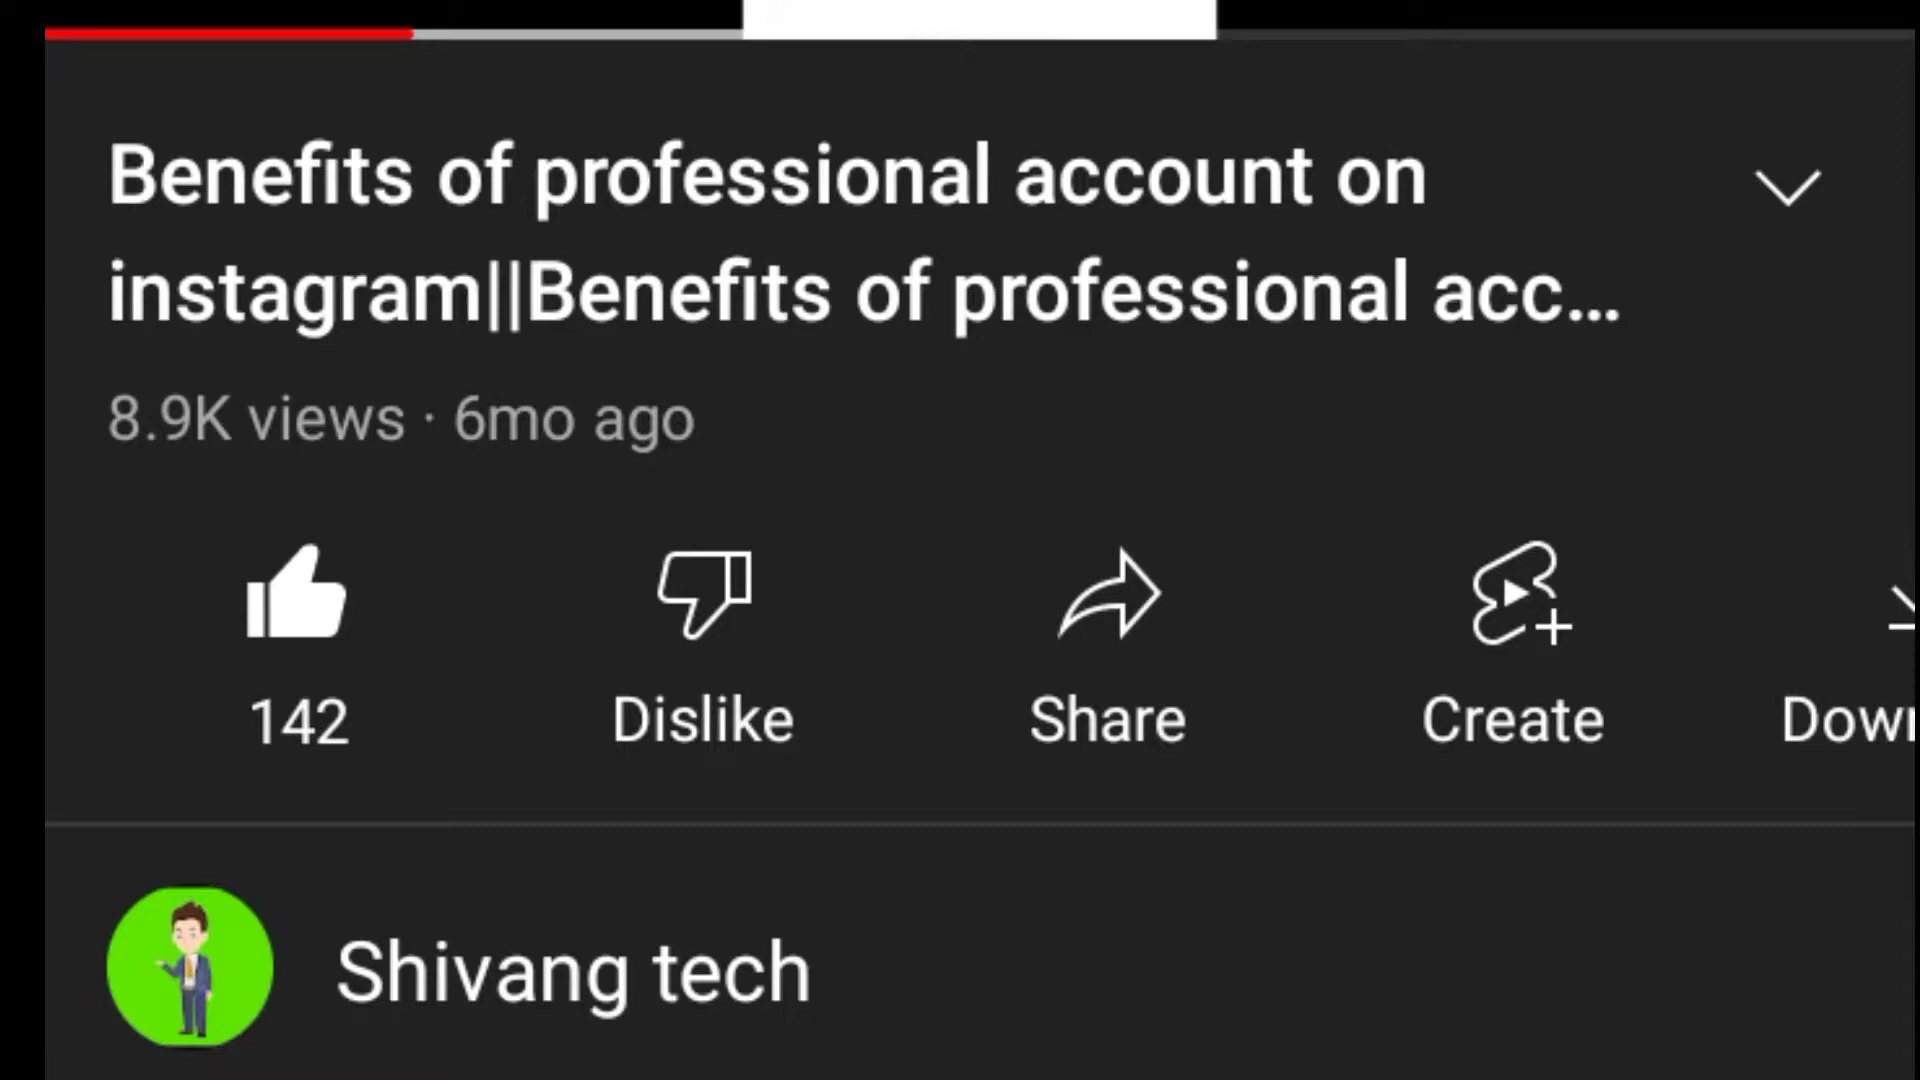 Benefits of professional account on
instagram||Benefits of professional acc...
8.9K views · 6mo ago
142
Dislike
Share
Create
Down
Shivang tech